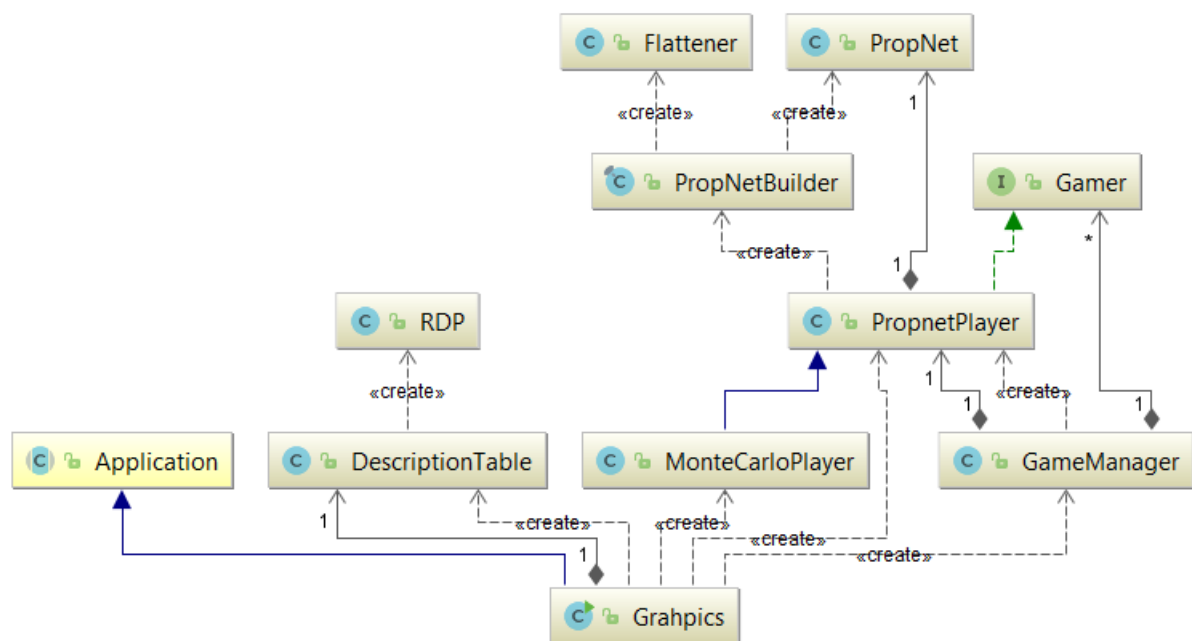 C Flattener
C PropNet
«create»
«create»
1
C PropNetBuilder
I Gamer
«create»
1
*
C RDP
C PropnetPlayer
«create»
1
«create»
1
1
C Application
C DescriptionTable
C MonteCarloPlayer
C GameManager
1
«create»
«create»
«create»
«create»
1
C Grahpics